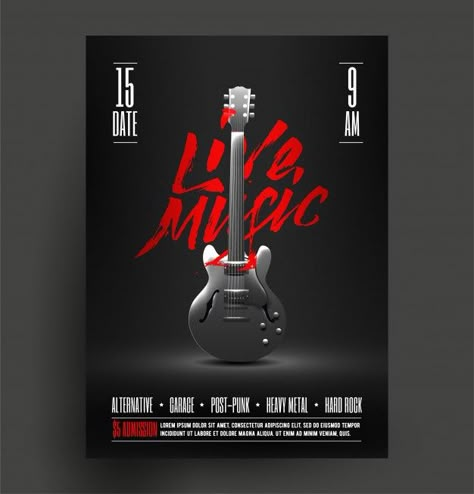 15
DATE
9
AM
Live
Music
ALTERNATIVE ★ GARAGE ★ POST-PUNK ★ HEAVY METAL ★ HARD ROCK
$5 ADMISSION
LOREM IPSUM DOLOR SIT AMET, CONSECTETUR ADIPISCING ELIT, SED DO EIUSMOD TEMPOR
INCIDIDUNT UT LABORE ET DOLORE MAGNA ALIQUA. UT ENIM AD MINIM VENIAM, QUIS.